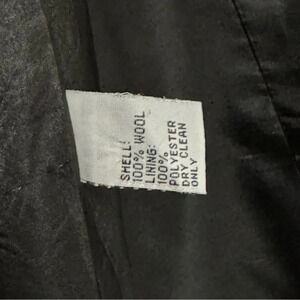 SHELL:
100% WOOL
LINING:
100%
POLYESTER
DRY CLEAN
ONLY